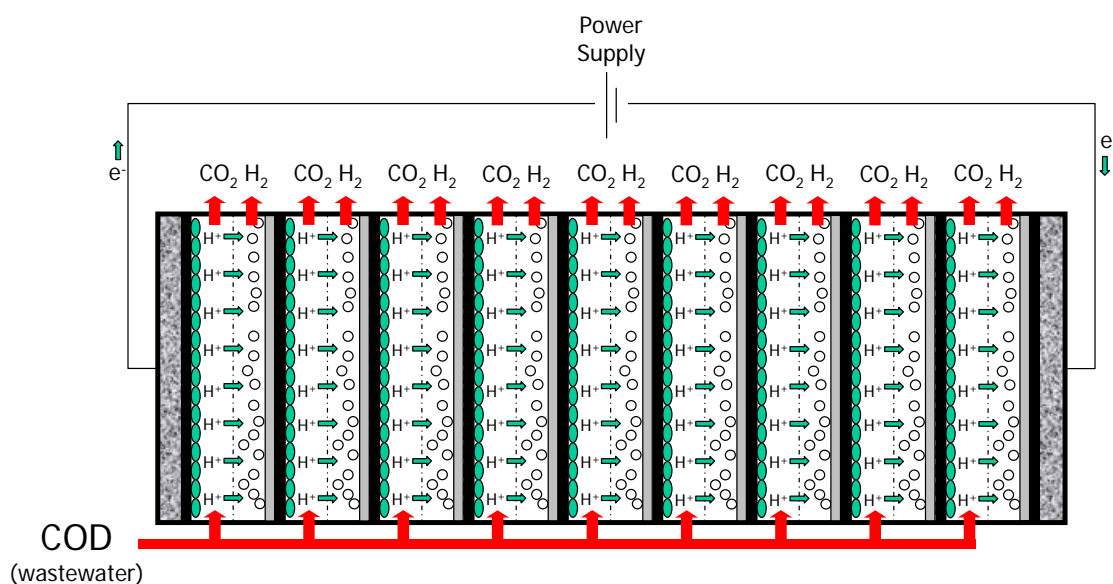 Power
Supply
e-
e
CO2 H2 CO2 H2 CO2 H2 CO2 H2 CO2 H2 CO2 H2 CO2 H2 CO2 H2 CO2 H2
H+ H+ H+ H+ H+ H+ H+ H+ H+
H+ H+ H+ H+ H+ H+ H+ H+ H+
H+ H+ H+ H+ H+ H+ H+ H+ H+
H+ H+ H+ H+ H+ H+ H+ H+ H+
H+ H+ H+ H+ H+ H+ H+ H+ H+
H+ H+ H+ H+ H+ H+ H+ H+ H+
H+ H+ H+ H+ H+ H+ H+ H+ H+
H+ H+ H+ H+ H+ H+ H+ H+ H+
COD
(wastewater)